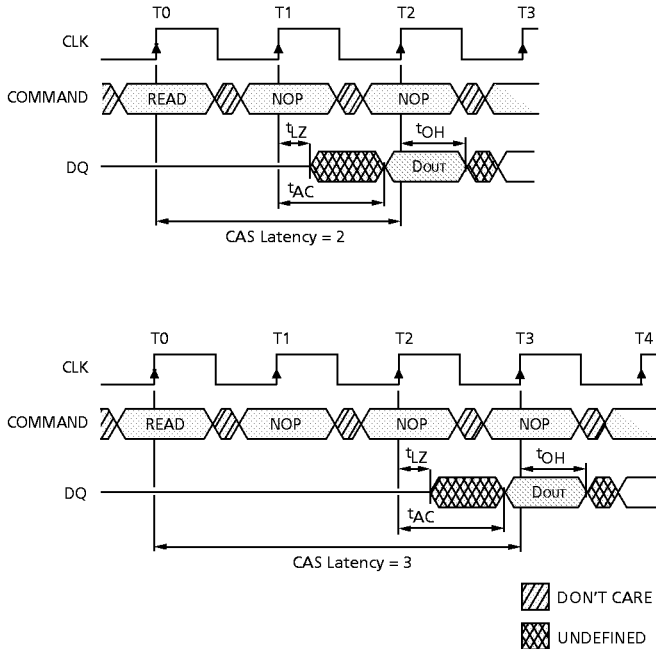 T0 T1 T2 T3
CLK
COMMAND READ NOP NOP
tLZ tOH
DQ DOUT
tAC
CAS Latency = 2
T0 T1 T2 T3 T4
CLK
COMMAND READ NOP NOP NOP
tLZ tOH
DQ DOUT
tAC
CAS Latency = 3
DON'T CARE
UNDEFINED